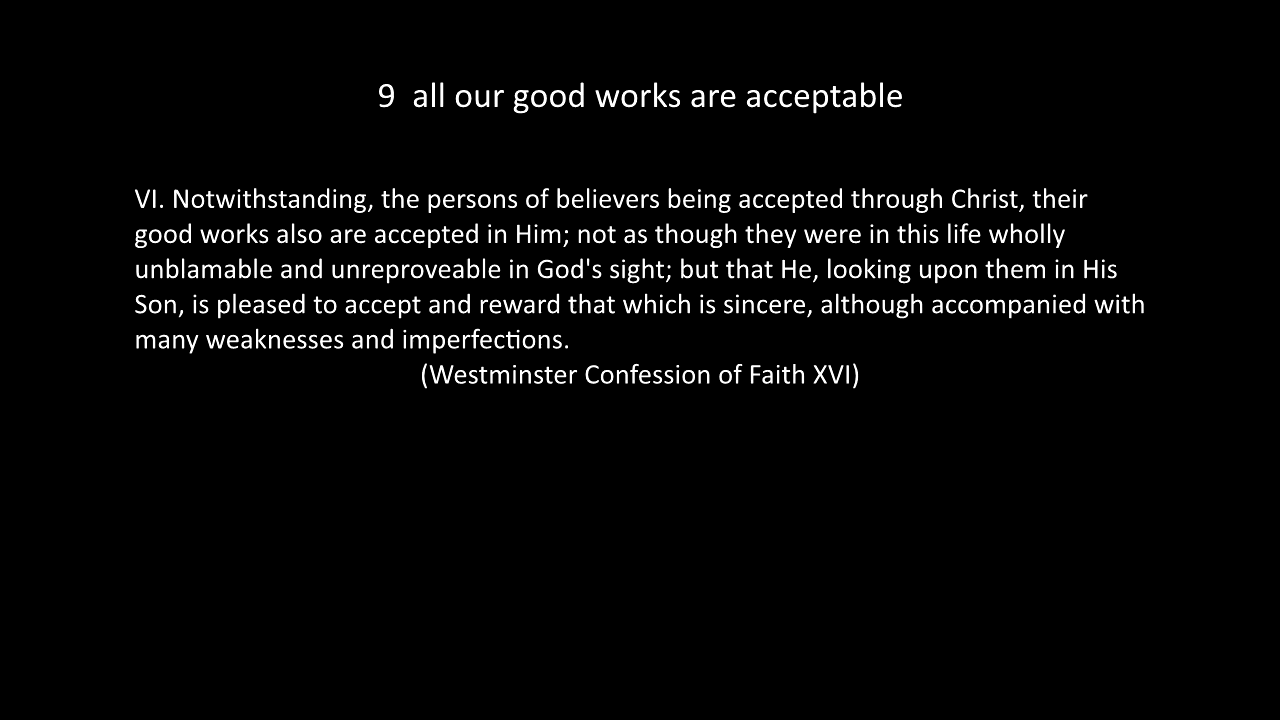 9  all our good works are acceptable
VI. Notwithstanding, the persons of believers being accepted through Christ, their
good works also are accepted in Him; not as though they were in this life wholly
unblamable and unreproveable in God's sight; but that He, looking upon them in His
Son, is pleased to accept and reward that which is sincere, although accompanied with
many weaknesses and imperfections.
(Westminster Confession of Faith XVI)